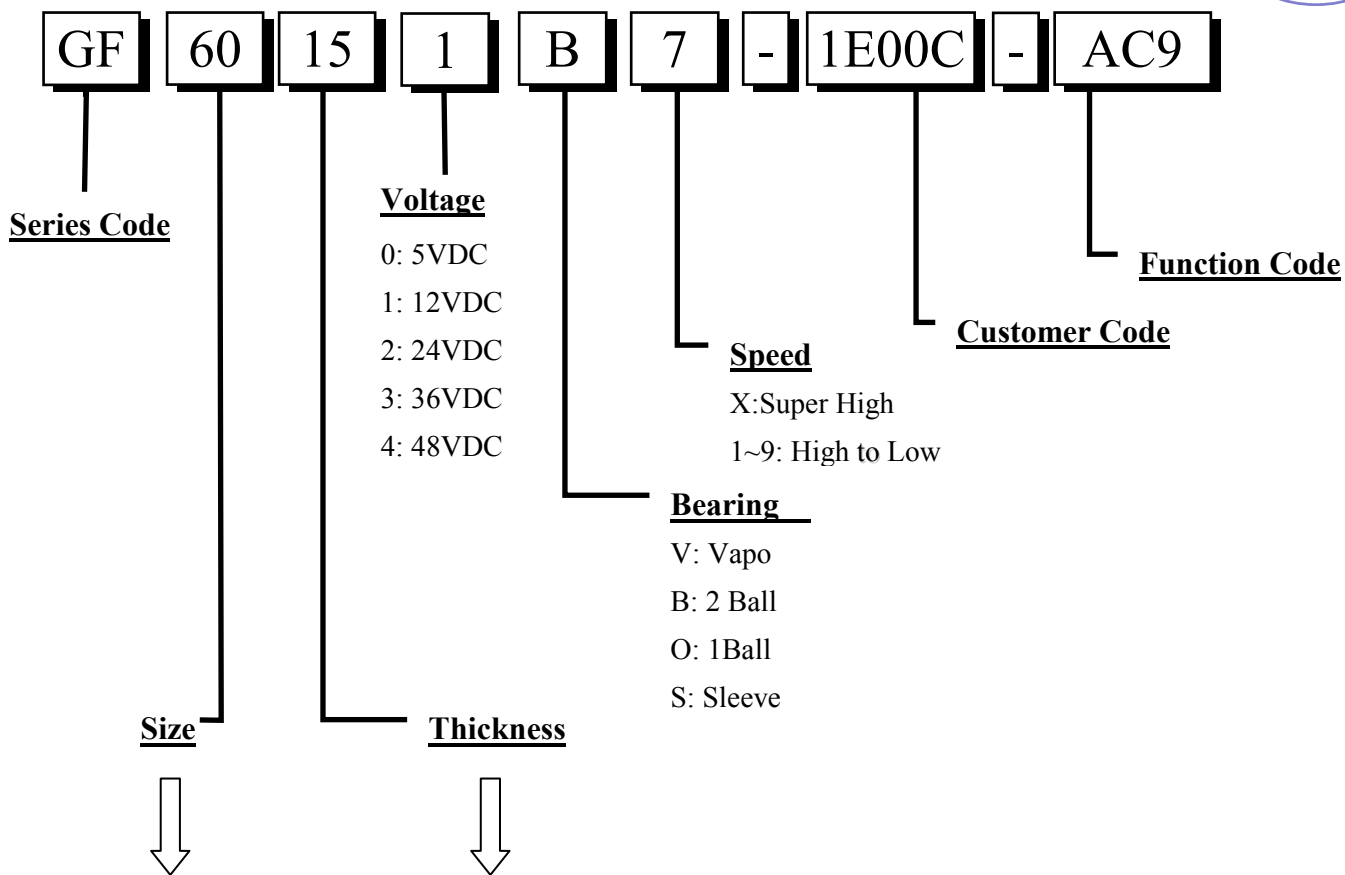 GF 60 15 1 B 7 - 1E00C - AC9
Series Code
Voltage
0: 5VDC
1: 12VDC
2: 24VDC
3: 36VDC
4: 48VDC
Function Code
Customer Code
Speed
X:Super High
1~9: High to Low
Bearing
V: Vapo
B: 2 Ball
O: 1Ball
S: Sleeve
Size
Thickness